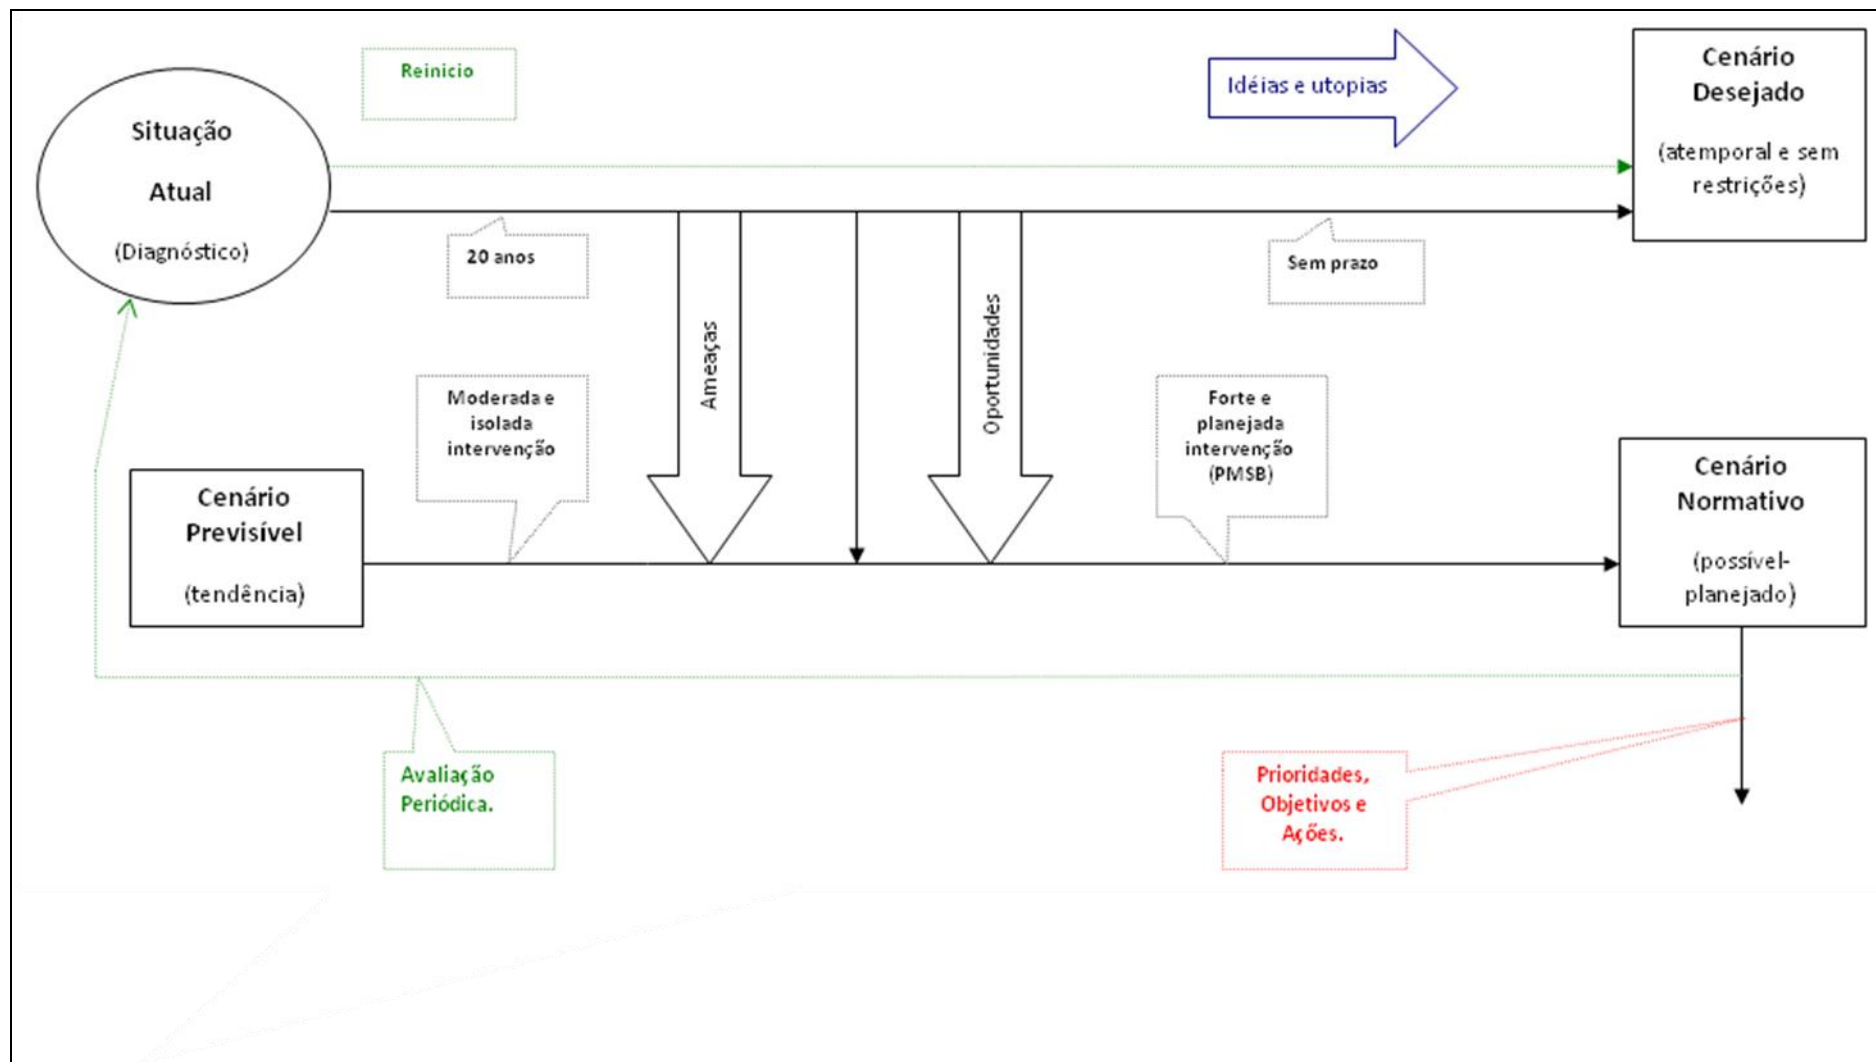 Reinicio
Idéias e utopias
Cenário
Desejado
(atemporal e sem
restrições)
Situação
Atual
(Diagnóstico)
20 anos
Sem prazo
Ameaças
Oportunidades
Moderada e
isolada
intervenção
Forte e
planejada
intervenção
(PMSB)
Cenário
Previsível
(tendência)
Cenário
Normativo
(possível-
planejado)
Avaliação
Periódica.
Prioridades,
Objetivos e
Ações.